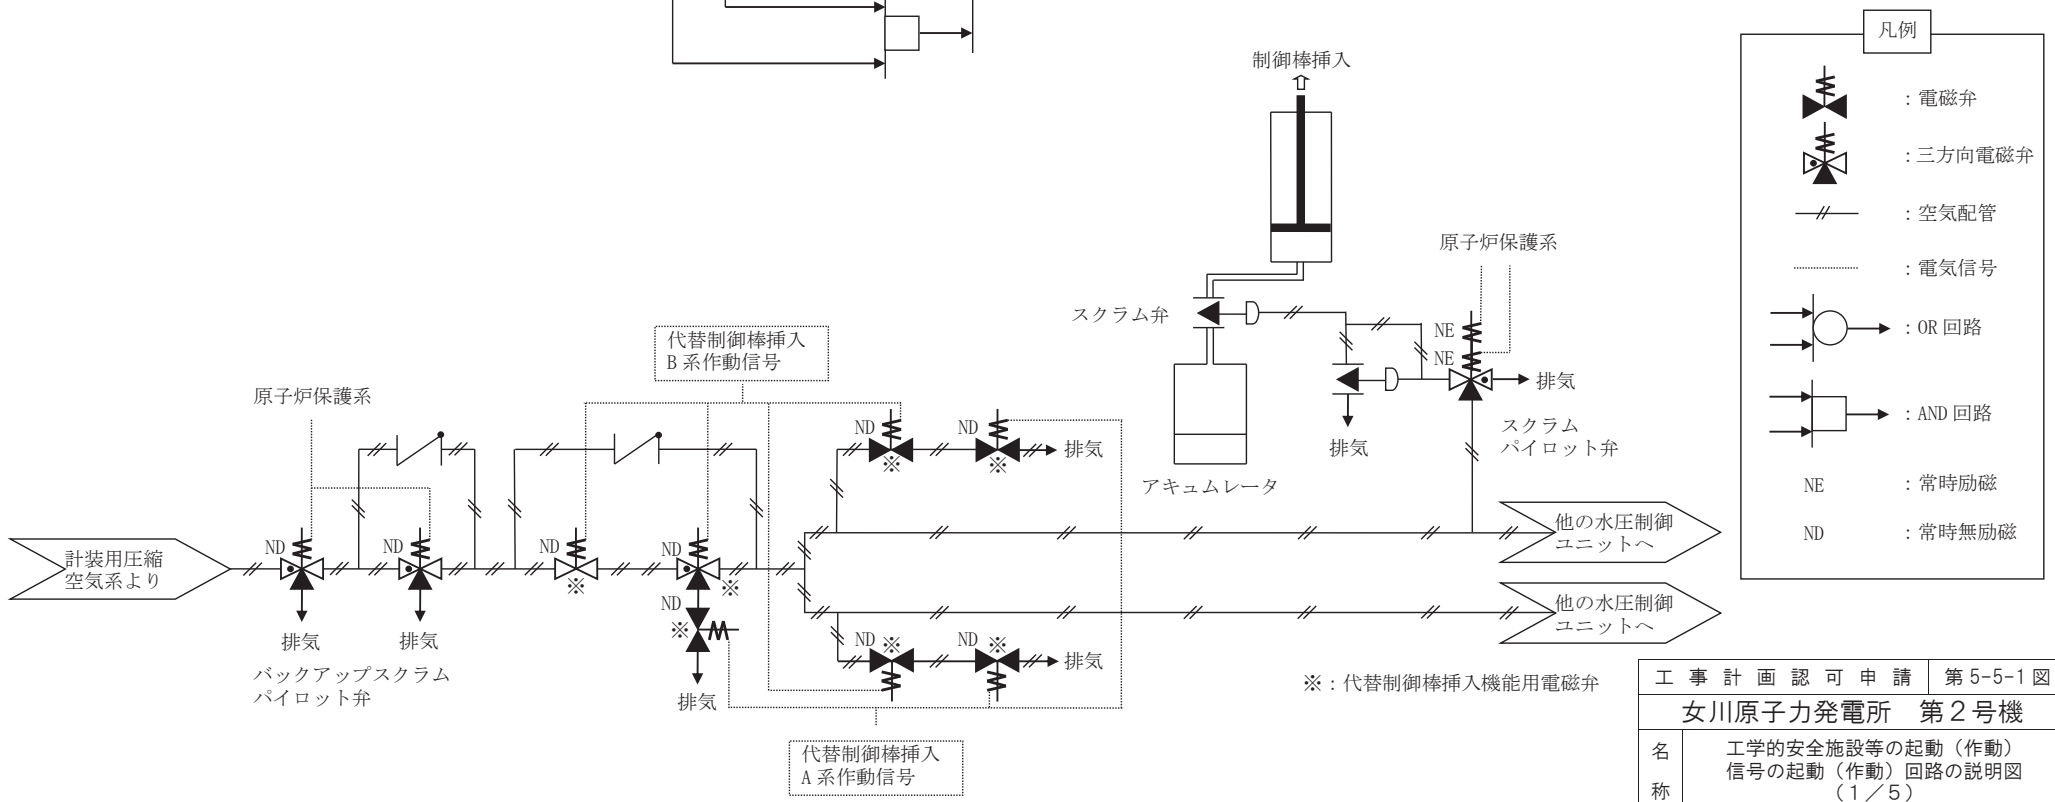 制御棒挿入
凡例
：電磁弁
：三方向電磁弁
：空気配管
：電気信号
：OR 回路
：AND 回路
NE
：常時励磁
ND
：常時無励磁
原子炉保護系
スクラム弁
NE
NE
排気
排気
スクラム
パイロット弁
アキュムレータ
代替制御棒挿入
B 系作動信号
原子炉保護系
ND
ND
排気
※
※
ND
ND
ND
ND
計装用圧縮
空気系より
※
※
ND
※
排気
排気
排気
バックアップスクラム
パイロット弁
ND
※
ND
※
排気
他の水圧制御
ユニットへ
他の水圧制御
ユニットへ
代替制御棒挿入
A 系作動信号
※：代替制御棒挿入機能用電磁弁
工事計画認可申請
第 5-5-1 図
女川原子力発電所　第２号機
名称
工学的安全施設等の起動（作動）
信号の起動（作動）回路の説明図
（１／５）